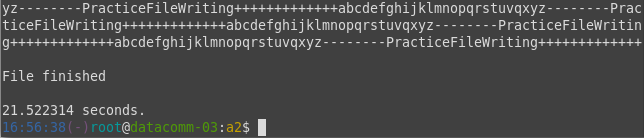 yz--------PracticeFileWriting+++++++++++++abcdefghijklmnopqrstuvqxyz--------Prac
ticeFileWriting+++++++++++++abcdefghijklmnopqrstuvqxyz--------PracticeFileWritin
g+++++++++++++abcdefghijklmnopqrstuvqxyz--------PracticeFileWriting+++++++++++++
File finished
21.522314 seconds.
16:56:38(-)root@datacomm-03:a2$